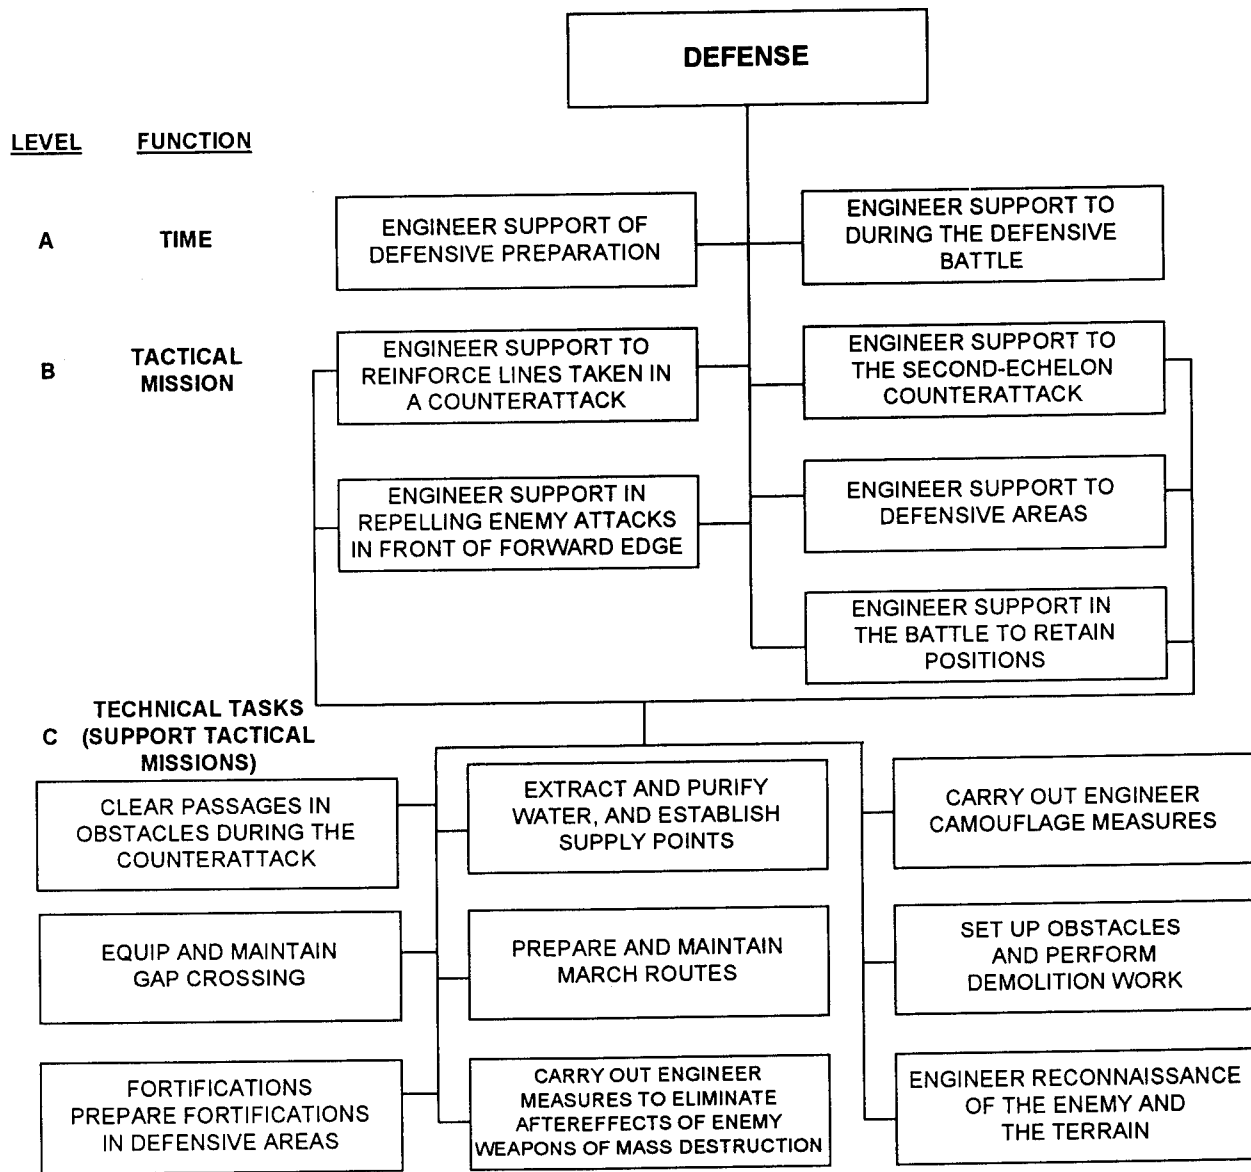 DEFENSE
LEVEL FUNCTION
A TIME
ENGINEER SUPPORT OF
DEFENSIVE PREPARATION
ENGINEER SUPPORT TO
DURING THE DEFENSIVE
BATTLE
B TACTICAL
MISSION
ENGINEER SUPPORT TO
REINFORCE LINES TAKEN IN
A COUNTERATTACK
ENGINEER SUPPORT TO
THE SECOND-ECHELON
COUNTERATTACK
ENGINEER SUPPORT IN
REPELLING ENEMY ATTACKS
IN FRONT OF FORWARD EDGE
ENGINEER SUPPORT TO
DEFENSIVE AREAS
ENGINEER SUPPORT IN
THE BATTLE TO RETAIN
POSITIONS
TECHNICAL TASKS
C (SUPPORT TACTICAL
MISSIONS)
CLEAR PASSAGES IN
OBSTACLES DURING THE
COUNTERATTACK
EXTRACT AND PURIFY
WATER, AND ESTABLISH
SUPPLY POINTS
CARRY OUT ENGINEER
CAMOUFLAGE MEASURES
EQUIP AND MAINTAIN
GAP CROSSING
PREPARE AND MAINTAIN
MARCH ROUTES
SET UP OBSTACLES
AND PERFORM
DEMOLITION WORK
FORTIFICATIONS
PREPARE FORTIFICATIONS
IN DEFENSIVE AREAS
CARRY OUT ENGINEER
MEASURES TO ELIMINATE
AFTEREFFECTS OF ENEMY
WEAPONS OF MASS DESTRUCTION
ENGINEER RECONNAISSANCE
OF THE ENEMY AND
THE TERRAIN